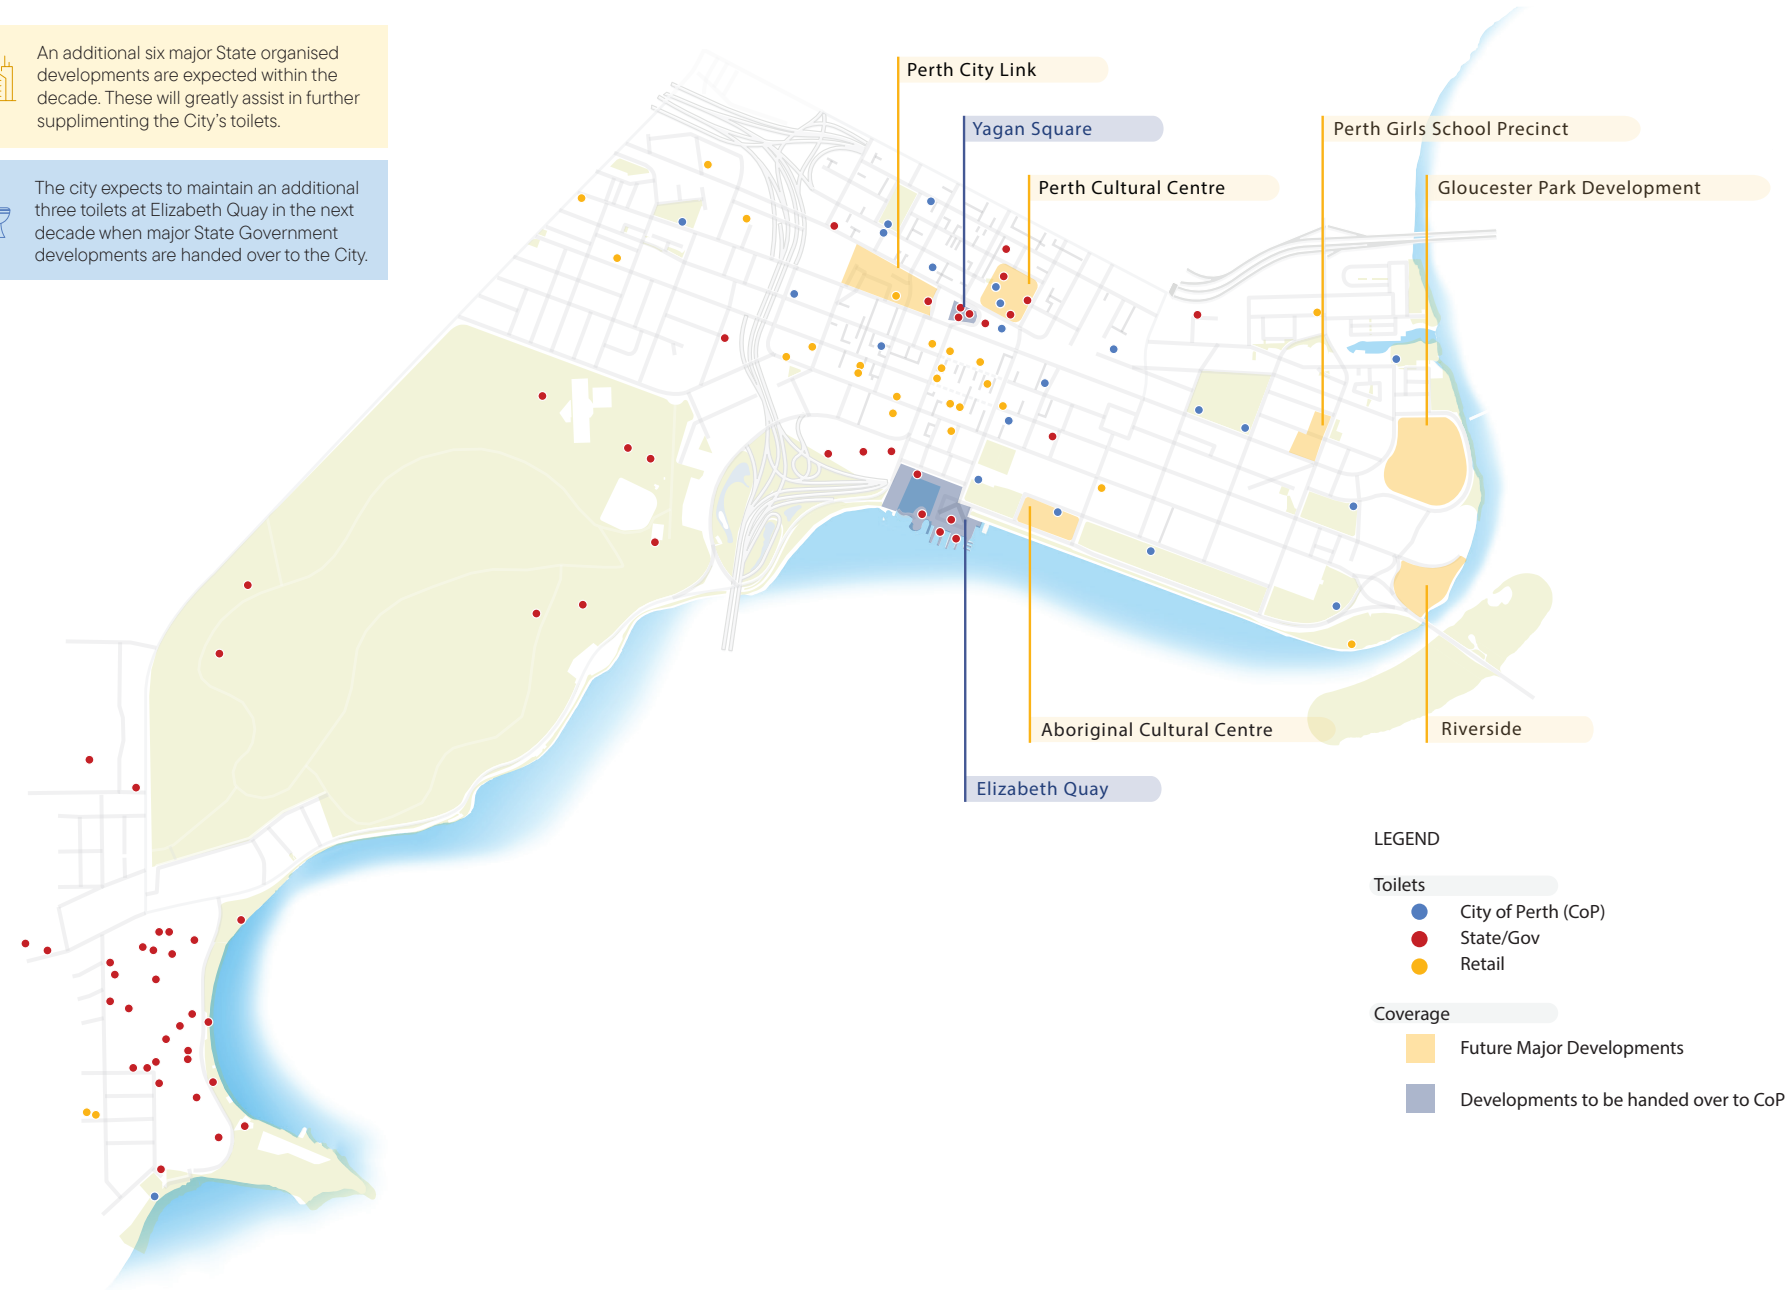 An additional six major State organised
developments are expected within the
decade. These will greatly assist in further
supplimenting the City's toilets.
The city expects to maintain an additional
three toilets at Elizabeth Quay in the next
decade when major State Government
developments are handed over to the City.
Perth City Link
Yagan Square
Perth Girls School Precinct
Perth Cultural Centre
Gloucester Park Development
Aboriginal Cultural Centre
Riverside
Elizabeth Quay
LEGEND
Toilets
City of Perth (CoP)
State/Gov
Retail
Coverage
Future Major Developments
Developments to be handed over to CoP